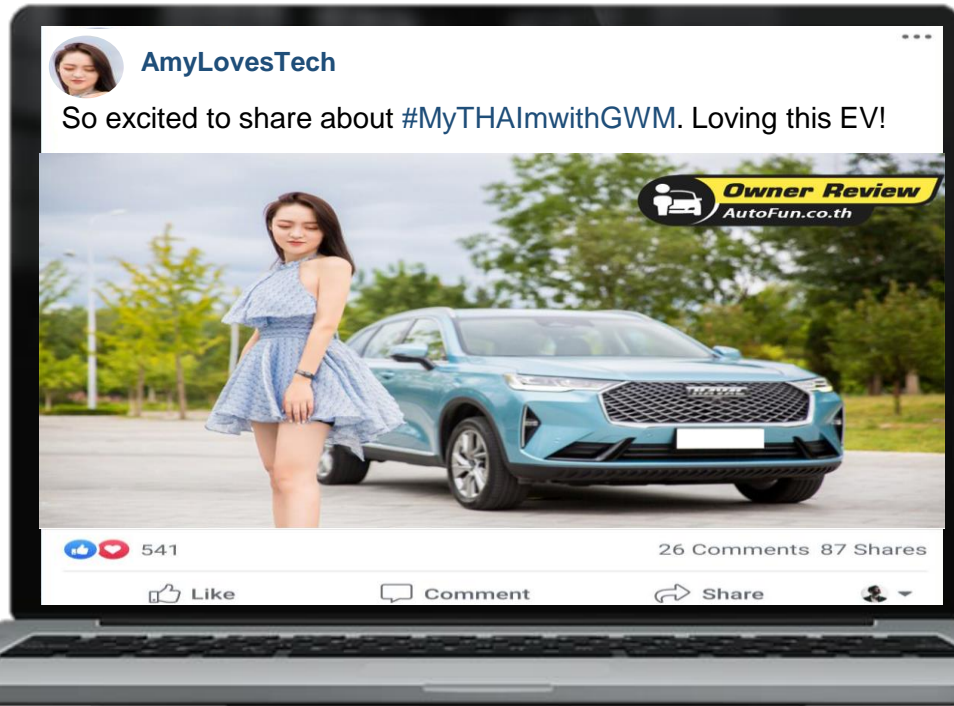 AmyLovesTech
So excited to share about #MyTHAImwithGWM. Loving this EV!
Owner Review
AutoFun.co.th
HAVAL
541
26 Comments 87 Shares
Like
Comment
Share